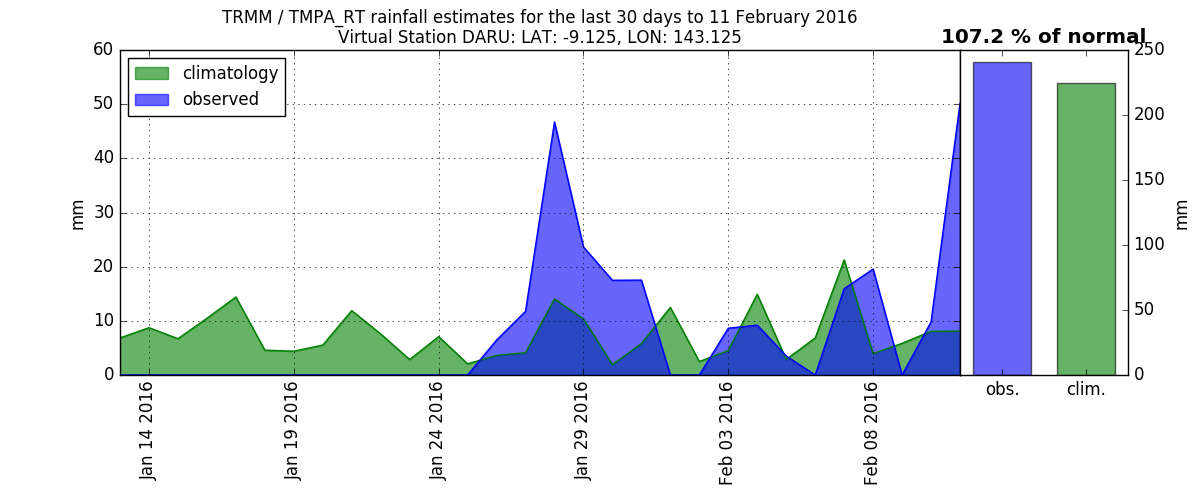 TRMM / TMPA_RT rainfall estimates for the last 30 days to 11 February 2016
Virtual Station DARU: LAT: -9.125, LON: 143.125
107.2 % of normal
climatology
observed
60
50
40
30
20
10
0
mm
Jan 14 2016
Jan 19 2016
Jan 24 2016
Jan 29 2016
Feb 03 2016
Feb 08 2016
250
200
150
100
50
0
mm
obs.
clim.